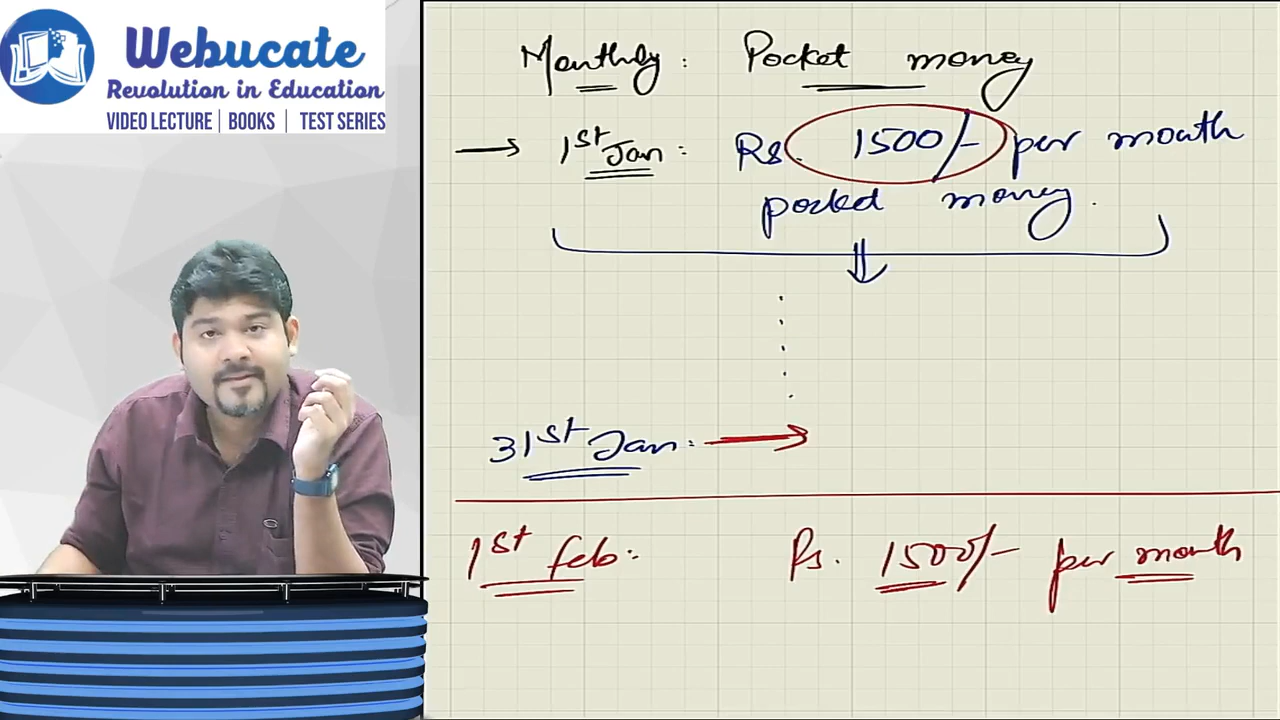 Webucate
Revolution in Education
VIDEO LECTURE | BOOKS | TEST SERIES
Monthly : Pocket money
→ 1st Jan : Rs. 1500/- per month
pocket money.
31st Jan : →
1st feb : Rs. 1500/- per month